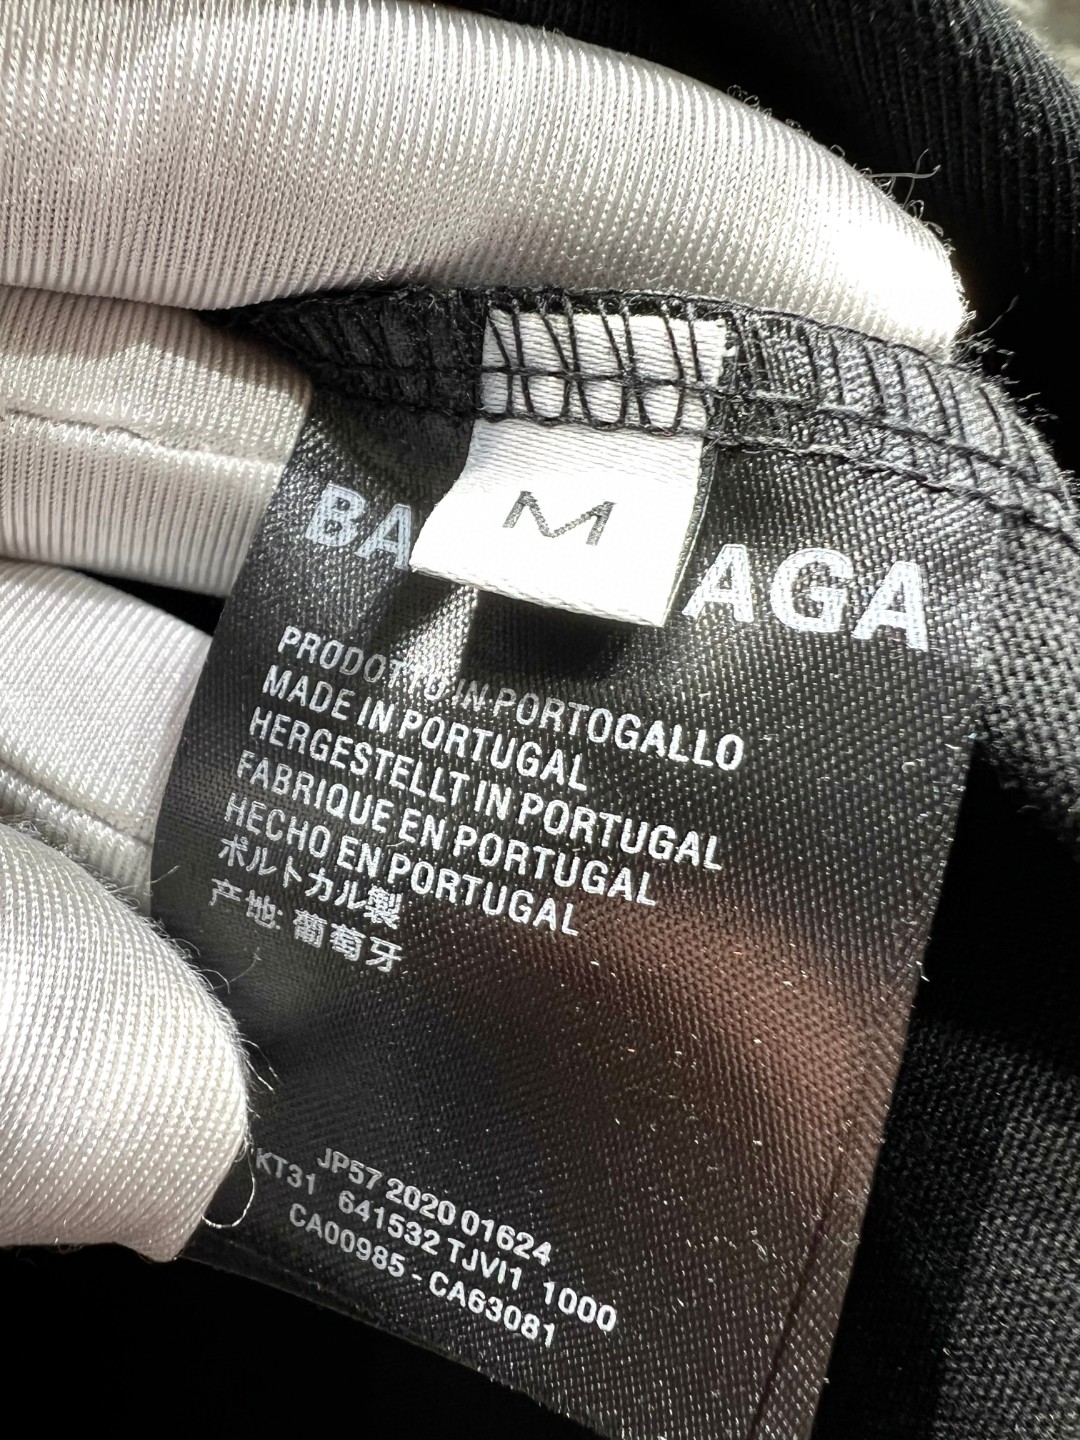 M
BA AGA
PRODOTTO IN PORTOGALLO
MADE IN PORTUGAL
HERGESTELLT IN PORTUGAL
FABRIQUE EN PORTUGAL
HECHO EN PORTUGAL
ポルトカル製
产地: 葡萄牙
JP57 2020 01624
KT31 641532 TJVI1 1000
CA00985 - CA63081